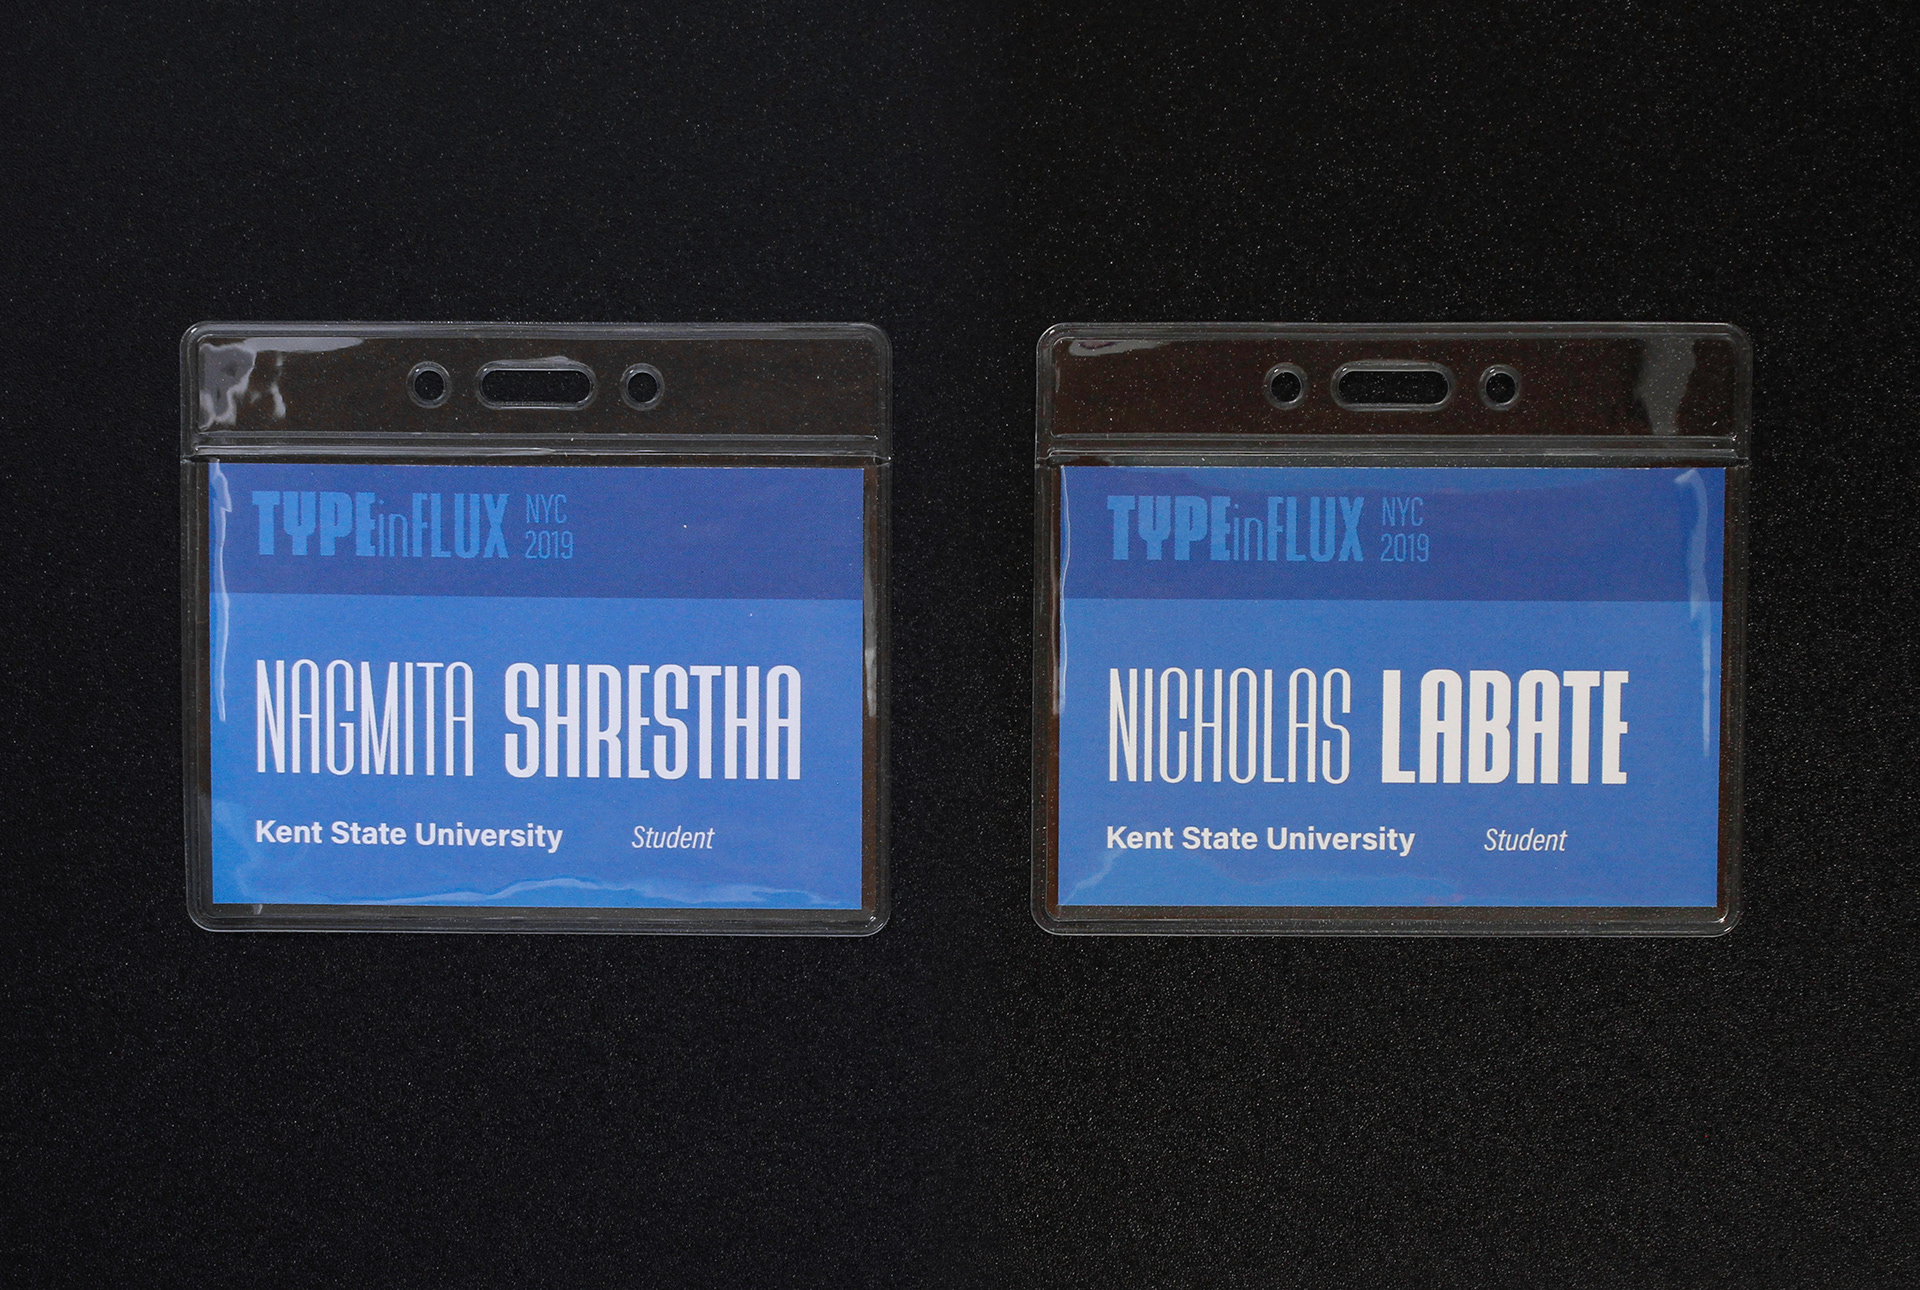 TYPEinFLUX NYC 2019
NAGMITA SHRESTHA
Kent State University Student
TYPEinFLUX NYC 2019
NICHOLAS LABATE
Kent State University Student